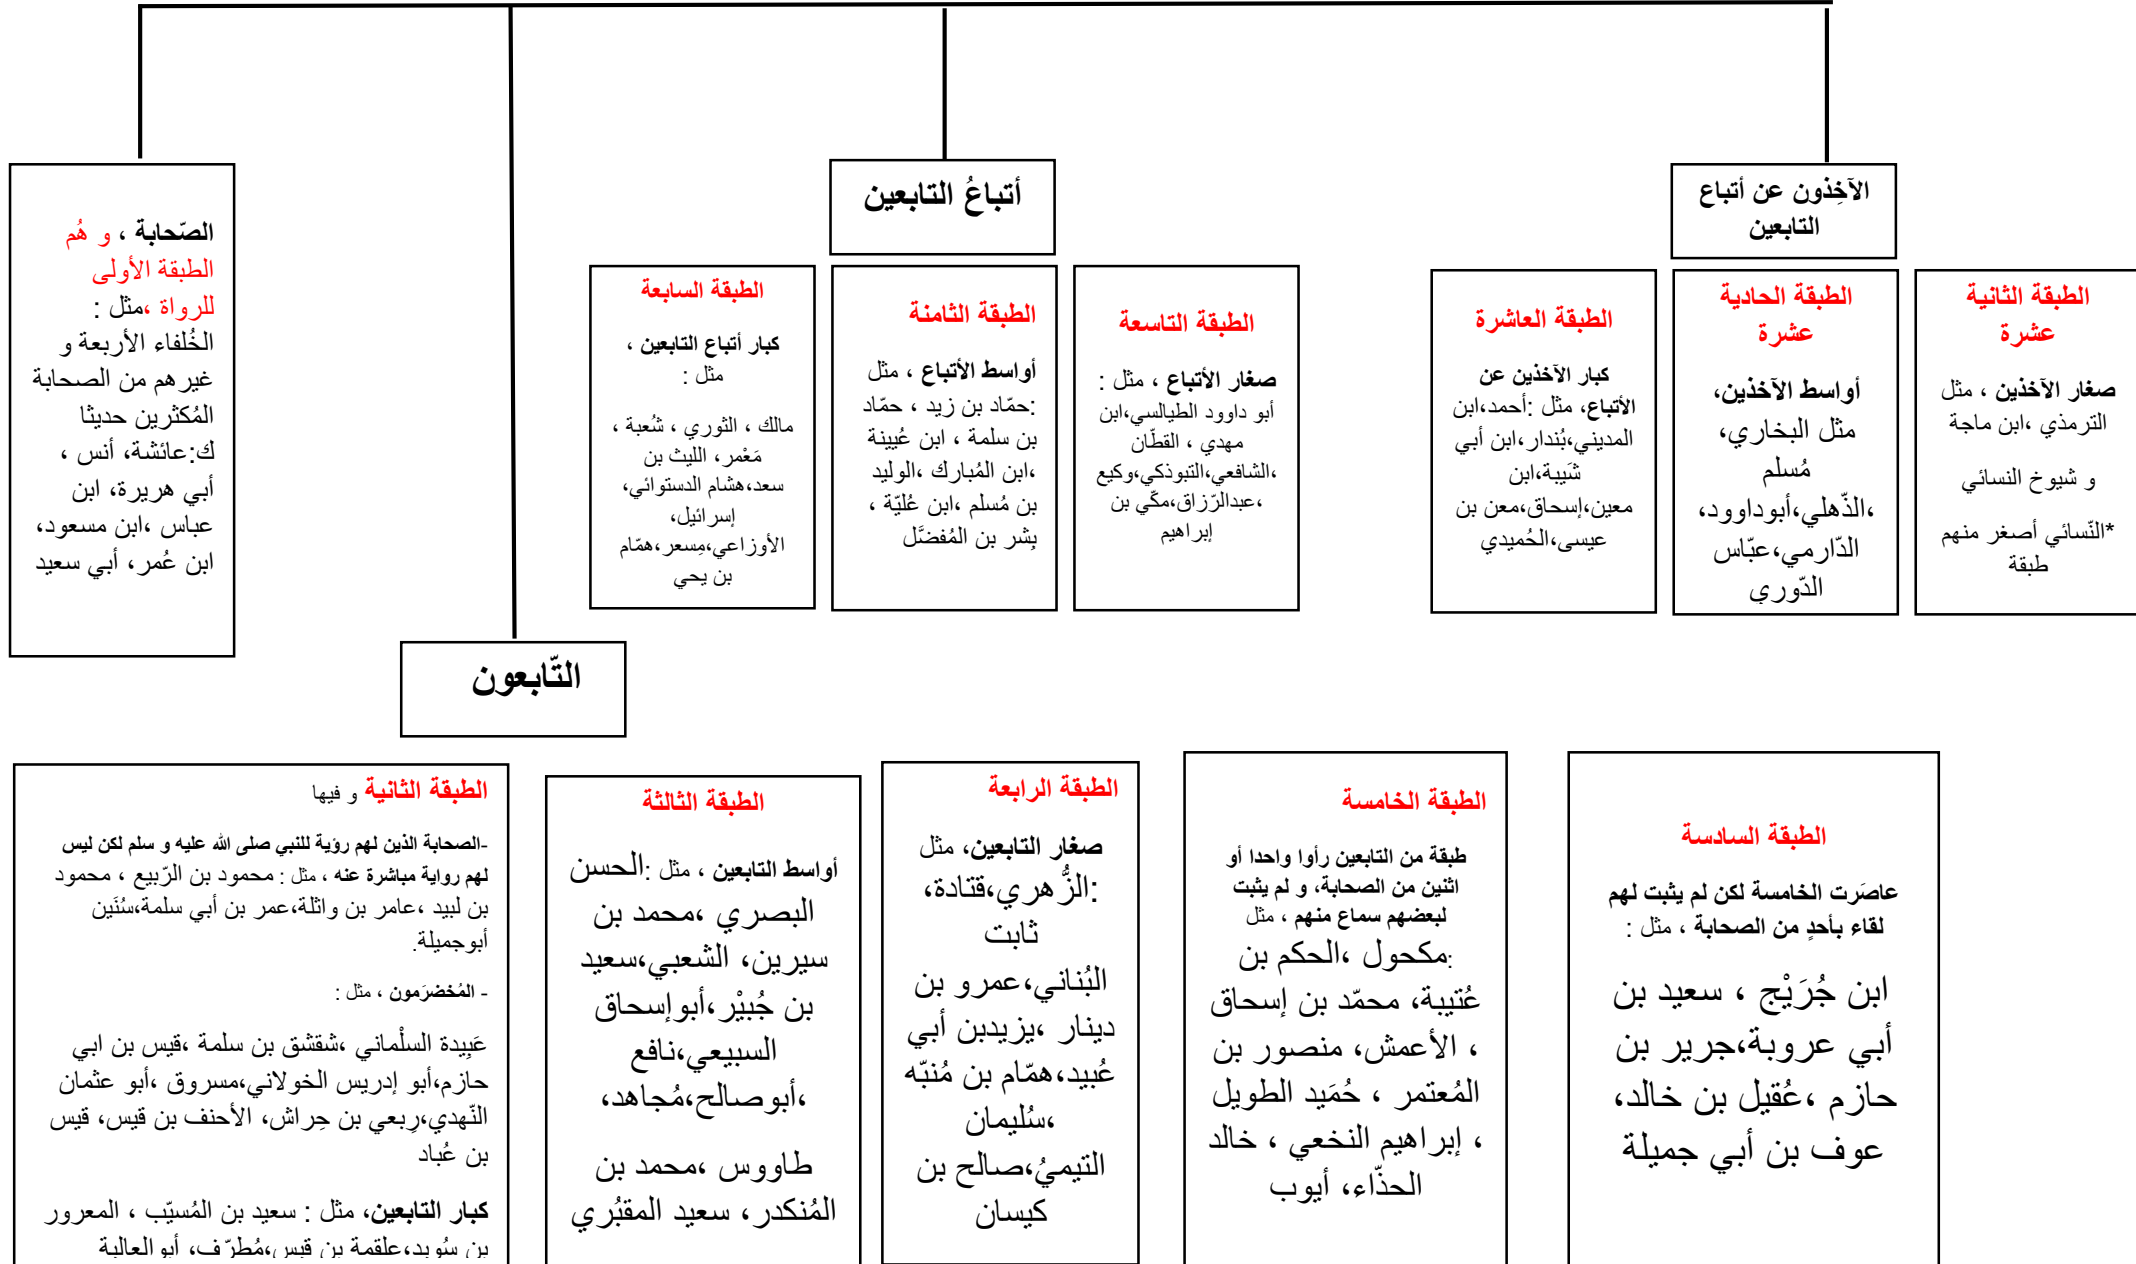 الصّحابة ، و هُم
الطبقة الأولى
للرواة ،مثل :
الخُلفاء الأربعة و
غيرهم من الصحابة
المُكثرين حديثا
ك:عائشة، أنس ،
أبي هريرة، ابن
عباس ،ابن مسعود،
ابن عُمر، أبي سعيد
أتباعُ التابعين
الطبقة السابعة
كبار أتباع التابعين ،
مثل :
مالك ، الثوري ، شُعبة ،
مَعْمر، الليث بن
سعد،هشام الدستوائي،
إسرائيل،
الأوزاعي،مِسعر،همّام
بن يحي
الطبقة الثامنة
أواسط الأتباع ، مثل
:حمّاد بن زيد ، حمّاد
بن سلمة ، ابن عُيينة
،ابن المُبارك ،الوليد
بن مُسلم ،ابن عُليّة ،
بِشر بن المُفضَّل
الطبقة التاسعة
صغار الأتباع ، مثل :
أبو داوود الطيالسي،ابن
مهدي ، القطّان
،الشافعي،التبوذكي،وكيع
،عبدالرّزاق،مكّي بن
إبراهيم
الآخِذون عن أتباع
التابعين
الطبقة العاشرة
كبار الآخذين عن
الأتباع، مثل :أحمد،ابن
المديني،بُندار،ابن أبي
شَيبة،ابن
معين،إسحاق،معن بن
عيسى،الحُميدي
الطبقة الحادية
عشرة
أواسط الآخذين،
مثل البخاري،
مُسلم
،الذّهلي،أبوداوود،
الدّارمي،عبّاس
الدّوري
الطبقة الثانية
عشرة
صغار الآخذين ، مثل
الترمذي ،ابن ماجة
و شيوخ النسائي
*النّسائي أصغر منهم
طبقة
التّابعون
الطبقة الثانية و فيها
-الصحابة الذين لهم رؤية للنبي صلى الله عليه و سلم لكن ليس
لهم رواية مباشرة عنه ، مثل : محمود بن الرّبيع ، محمود
بن لبيد ،عامر بن واثلة،عمر بن أبي سلمة،سُنَين
أبوجميلة.
- المُخضرَمون ، مثل :
عَبِيدة السلْماني ،شقشق بن سلمة ،قيس بن ابي
حازم،أبو إدريس الخولاني،مسروق ،أبو عثمان
النّهدي،رِبعي بن حِراش، الأحنف بن قيس، قيس
بن عُباد
كبار التابعين، مثل : سعيد بن المُسيّب ، المعرور
بن سُويد،علقمة بن قيس،مُطرّف، أبوالعالية
الطبقة الثالثة
أواسط التابعين ، مثل :الحسن
البصري ،محمد بن
سيرين، الشعبي،سعيد
بن جُبيْر،أبوإسحاق
السبيعي،نافع
،أبوصالح،مُجاهد،
طاووس ،محمد بن
المُنكدر، سعيد المقبُري
الطبقة الرابعة
صغار التابعين، مثل
:الزُّهري،قتادة،
ثابت
البُناني،عمرو بن
دينار ،يزيدبن أبي
عُبيد،همّام بن مُنبّه
،سُليمان
التيميُ،صالح بن
كيسان
الطبقة الخامسة
طبقة من التابعين رأوا واحدا أو
اثنين من الصحابة، و لم يثبت
لبعضهم سماع منهم ، مثل
:مكحول ،الحكم بن
عُتيبة، محمّد بن إسحاق
، الأعمش، منصور بن
المُعتمر ، حُمَيد الطويل
، إبراهيم النخعي ، خالد
الحذّاء، أيوب
الطبقة السادسة
عاصَرت الخامسة لكن لم يثبت لهم
لقاء بأحدٍ من الصحابة ، مثل :
ابن جُرَيْج ، سعيد بن
أبي عروبة،جرير بن
حازم ،عُقيل بن خالد،
عوف بن أبي جميلة